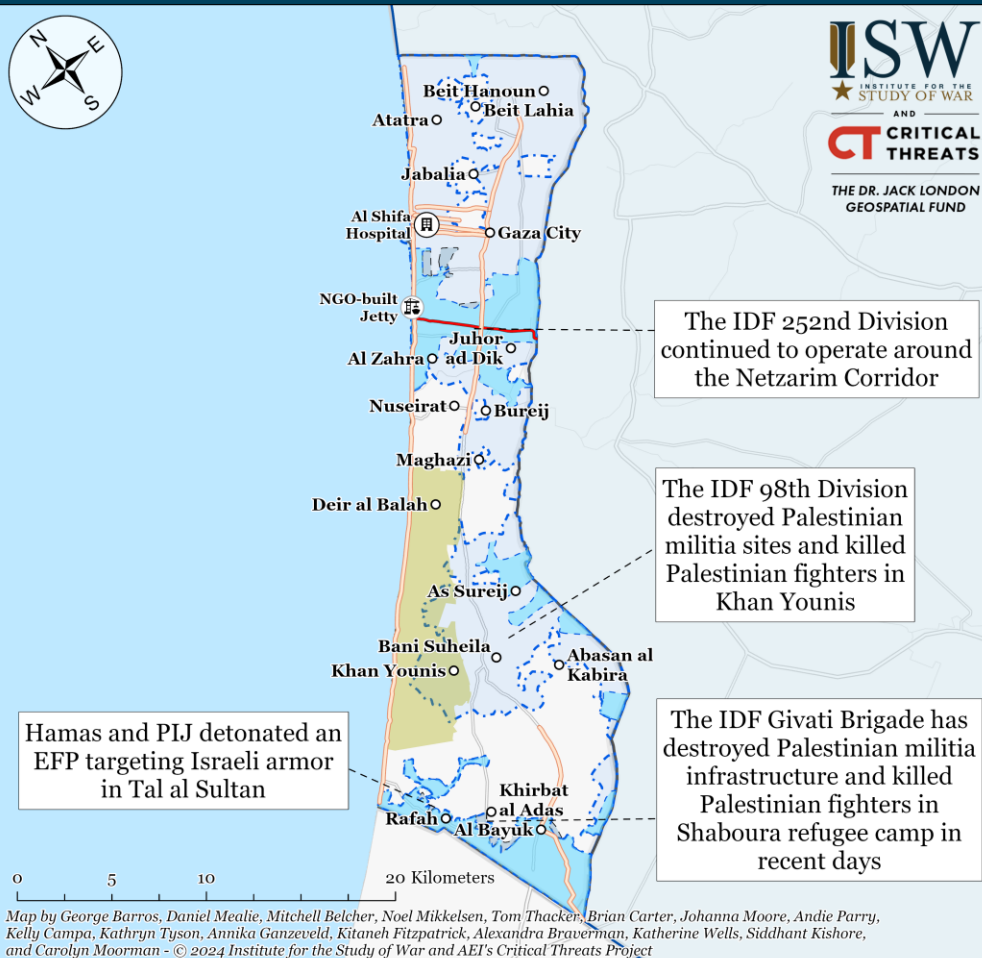 N
E
W
S
ISW
INSTITUTE FOR THE
STUDY OF WAR
AND
CT CRITICAL
THREATS
THE DR. JACK LONDON
GEOSPATIAL FUND
Beit Hanoun
Beit Lahia
Atatra
Jabalia
Al Shifa
Hospital
Gaza City
NGO-built
Jetty
The IDF 252nd Division
continued to operate around
the Netzarim Corridor
Juhor
ad Dik
Al Zahra
Nuseirat
Bureij
Maghazi
Deir al Balah
The IDF 98th Division
destroyed Palestinian
militia sites and killed
Palestinian fighters in
Khan Younis
As Sureij
Bani Suheila
Khan Younis
Abasan al
Kabira
Hamas and PIJ detonated an
EFP targeting Israeli armor
in Tal al Sultan
The IDF Givati Brigade has
destroyed Palestinian militia
infrastructure and killed
Palestinian fighters in
Shaboura refugee camp in
recent days
Khirbat
al Adas
Rafah
Al Bayuk
0 5 10 20 Kilometers
Map by George Barros, Daniel Mealie, Mitchell Belcher, Noel Mikkelsen, Tom Thacker, Brian Carter, Johanna Moore, Andie Parry,
Kelly Campa, Kathryn Tyson, Annika Ganzeveld, Kitaneh Fitzpatrick, Alexandra Braverman, Katherine Wells, Siddhant Kishore,
and Carolyn Moorman - © 2024 Institute for the Study of War and AEI's Critical Threats Project